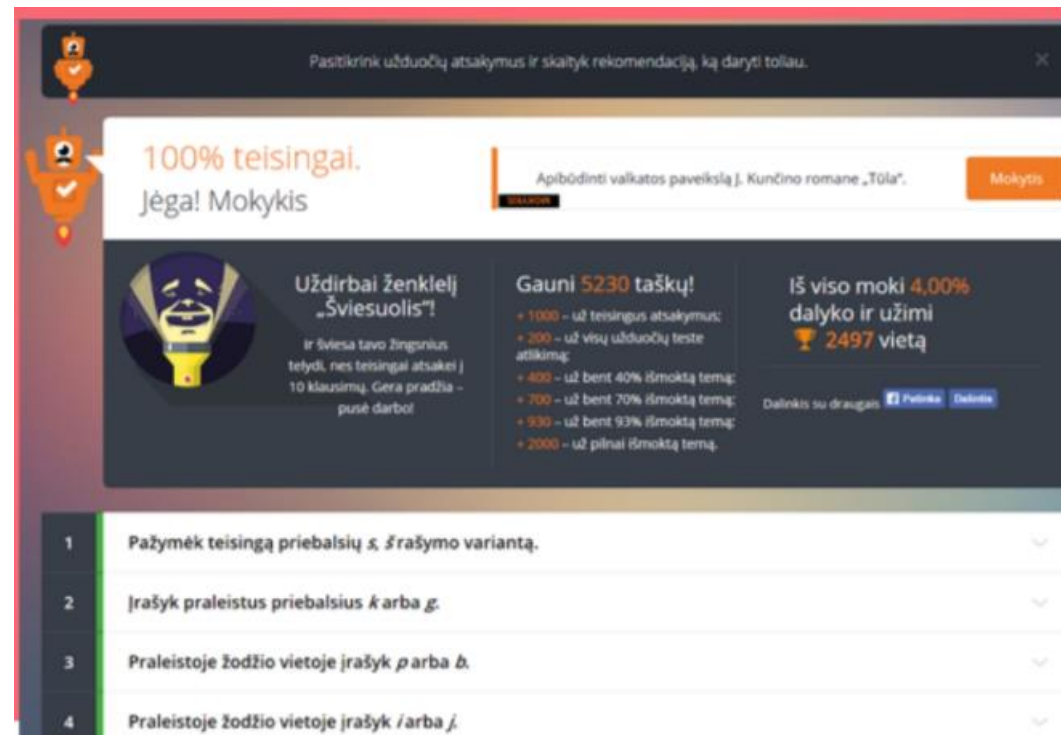 Pasitikrink užduočių atsakymus ir skaityk rekomendaciją, ką daryti toliau.
100% teisingai.
Jėga! Mokykis
Apibūdinti valkatos paveikslą J. Kunčino romane „Tūla“.
Mokytis
Uždirbai ženklelį
„Šviesuolis“!
Ir šviesa tavo žingsnius
telydi, nes teisingai atsakei į
10 klausimų. Gera pradžia –
pusė darbo!
Gauni 5230 taškų!
+ 1000 – už teisingus atsakymus;
+ 200 – už visų užduočių teste
atlikimą;
+ 400 – už bent 40% išmoktą temą;
+ 700 – už bent 70% išmoktą temą;
+ 930 – už bent 93% išmoktą temą;
+ 2000 – už pilnai išmoktą temą.
Iš viso moki 4,00%
dalyko ir užimi
2497 vietą
Dalinkis su draugais
Patinka
Dalintis
1 Pažymėk teisingą priebalsių s, š rašymo variantą.
2 Įrašyk praleistus priebalsius k arba g.
3 Praleistoje žodžio vietoje įrašyk p arba b.
4 Praleistoje žodžio vietoje įrašyk i arba j.